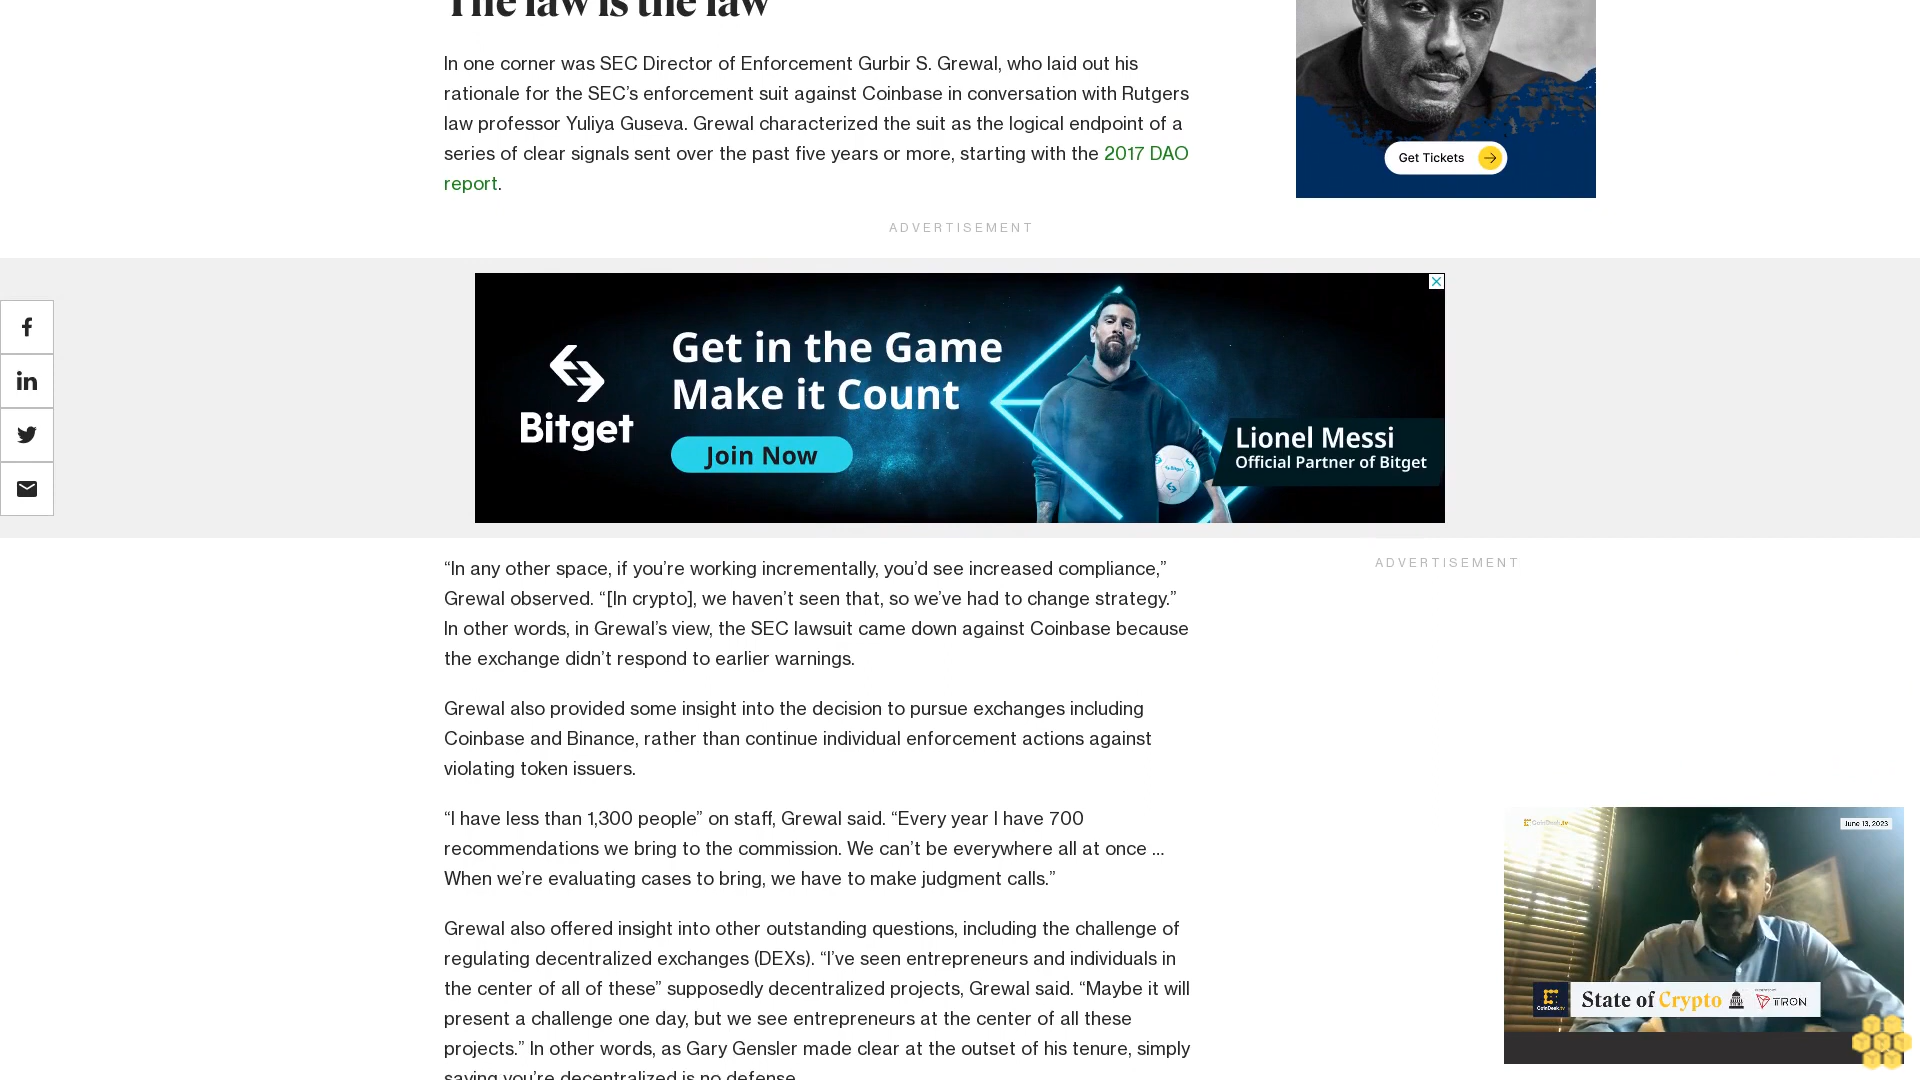 The law is the law
In one corner was SEC Director of Enforcement Gurbir S. Grewal, who laid out his
rationale for the SEC’s enforcement suit against Coinbase in conversation with Rutgers
law professor Yuliya Guseva. Grewal characterized the suit as the logical endpoint of a
series of clear signals sent over the past five years or more, starting with the 2017 DAO
report.
Get Tickets
ADVERTISEMENT
Bitget
Get in the Game
Make it Count
Join Now
Lionel Messi
Official Partner of Bitget
“In any other space, if you’re working incrementally, you’d see increased compliance,”
Grewal observed. “[In crypto], we haven’t seen that, so we’ve had to change strategy.”
In other words, in Grewal’s view, the SEC lawsuit came down against Coinbase because
the exchange didn’t respond to earlier warnings.
ADVERTISEMENT
Grewal also provided some insight into the decision to pursue exchanges including
Coinbase and Binance, rather than continue individual enforcement actions against
violating token issuers.
“I have less than 1,300 people” on staff, Grewal said. “Every year I have 700
recommendations we bring to the commission. We can’t be everywhere all at once …
When we’re evaluating cases to bring, we have to make judgment calls.”
Grewal also offered insight into other outstanding questions, including the challenge of
regulating decentralized exchanges (DEXs). “I’ve seen entrepreneurs and individuals in
the center of all of these” supposedly decentralized projects, Grewal said. “Maybe it will
present a challenge one day, but we see entrepreneurs at the center of all these
projects.” In other words, as Gary Gensler made clear at the outset of his tenure, simply
saying you’re decentralized is no defense.
CoinDesk.tv
June 13, 2023
CoinDesk.tv
State of Crypto
TRON